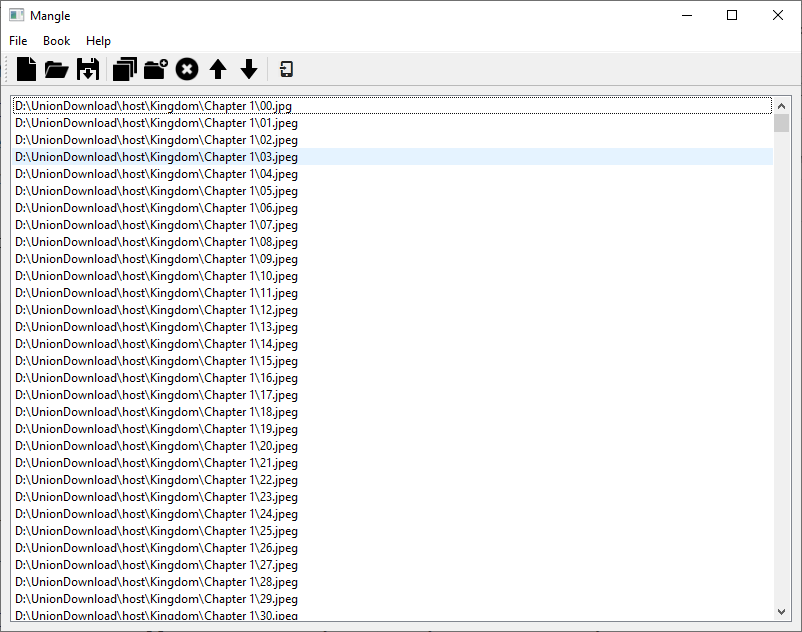 Mangle
File Book Help
D:\UnionDownload\host\Kingdom\Chapter 1\00.jpg
D:\UnionDownload\host\Kingdom\Chapter 1\01.jpeg
D:\UnionDownload\host\Kingdom\Chapter 1\02.jpeg
D:\UnionDownload\host\Kingdom\Chapter 1\03.jpeg
D:\UnionDownload\host\Kingdom\Chapter 1\04.jpeg
D:\UnionDownload\host\Kingdom\Chapter 1\05.jpeg
D:\UnionDownload\host\Kingdom\Chapter 1\06.jpeg
D:\UnionDownload\host\Kingdom\Chapter 1\07.jpeg
D:\UnionDownload\host\Kingdom\Chapter 1\08.jpeg
D:\UnionDownload\host\Kingdom\Chapter 1\09.jpeg
D:\UnionDownload\host\Kingdom\Chapter 1\10.jpeg
D:\UnionDownload\host\Kingdom\Chapter 1\11.jpeg
D:\UnionDownload\host\Kingdom\Chapter 1\12.jpeg
D:\UnionDownload\host\Kingdom\Chapter 1\13.jpeg
D:\UnionDownload\host\Kingdom\Chapter 1\14.jpeg
D:\UnionDownload\host\Kingdom\Chapter 1\15.jpeg
D:\UnionDownload\host\Kingdom\Chapter 1\16.jpeg
D:\UnionDownload\host\Kingdom\Chapter 1\17.jpeg
D:\UnionDownload\host\Kingdom\Chapter 1\18.jpeg
D:\UnionDownload\host\Kingdom\Chapter 1\19.jpeg
D:\UnionDownload\host\Kingdom\Chapter 1\20.jpeg
D:\UnionDownload\host\Kingdom\Chapter 1\21.jpeg
D:\UnionDownload\host\Kingdom\Chapter 1\22.jpeg
D:\UnionDownload\host\Kingdom\Chapter 1\23.jpeg
D:\UnionDownload\host\Kingdom\Chapter 1\24.jpeg
D:\UnionDownload\host\Kingdom\Chapter 1\25.jpeg
D:\UnionDownload\host\Kingdom\Chapter 1\26.jpeg
D:\UnionDownload\host\Kingdom\Chapter 1\27.jpeg
D:\UnionDownload\host\Kingdom\Chapter 1\28.jpeg
D:\UnionDownload\host\Kingdom\Chapter 1\29.jpeg
D:\UnionDownload\host\Kingdom\Chapter 1\30.jpeg